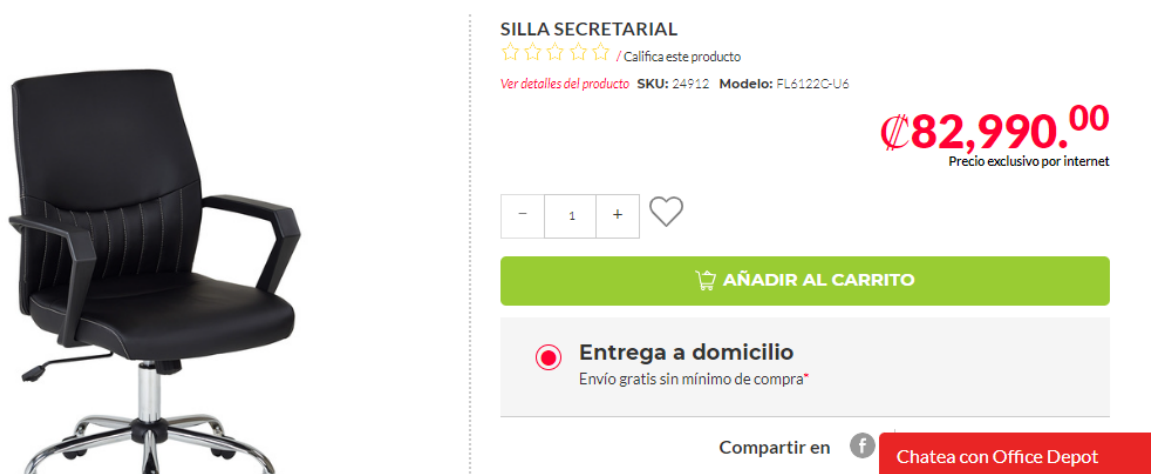 SILLA SECRETARIAL
/ Califica este producto
Ver detalles del producto SKU: 24912 Modelo: FL6122C-U6
₡82,990.00
Precio exclusivo por internet
− 1 +
AÑADIR AL CARRITO
Entrega a domicilio
Envío gratis sin mínimo de compra*
Compartir en f
Chatea con Office Depot